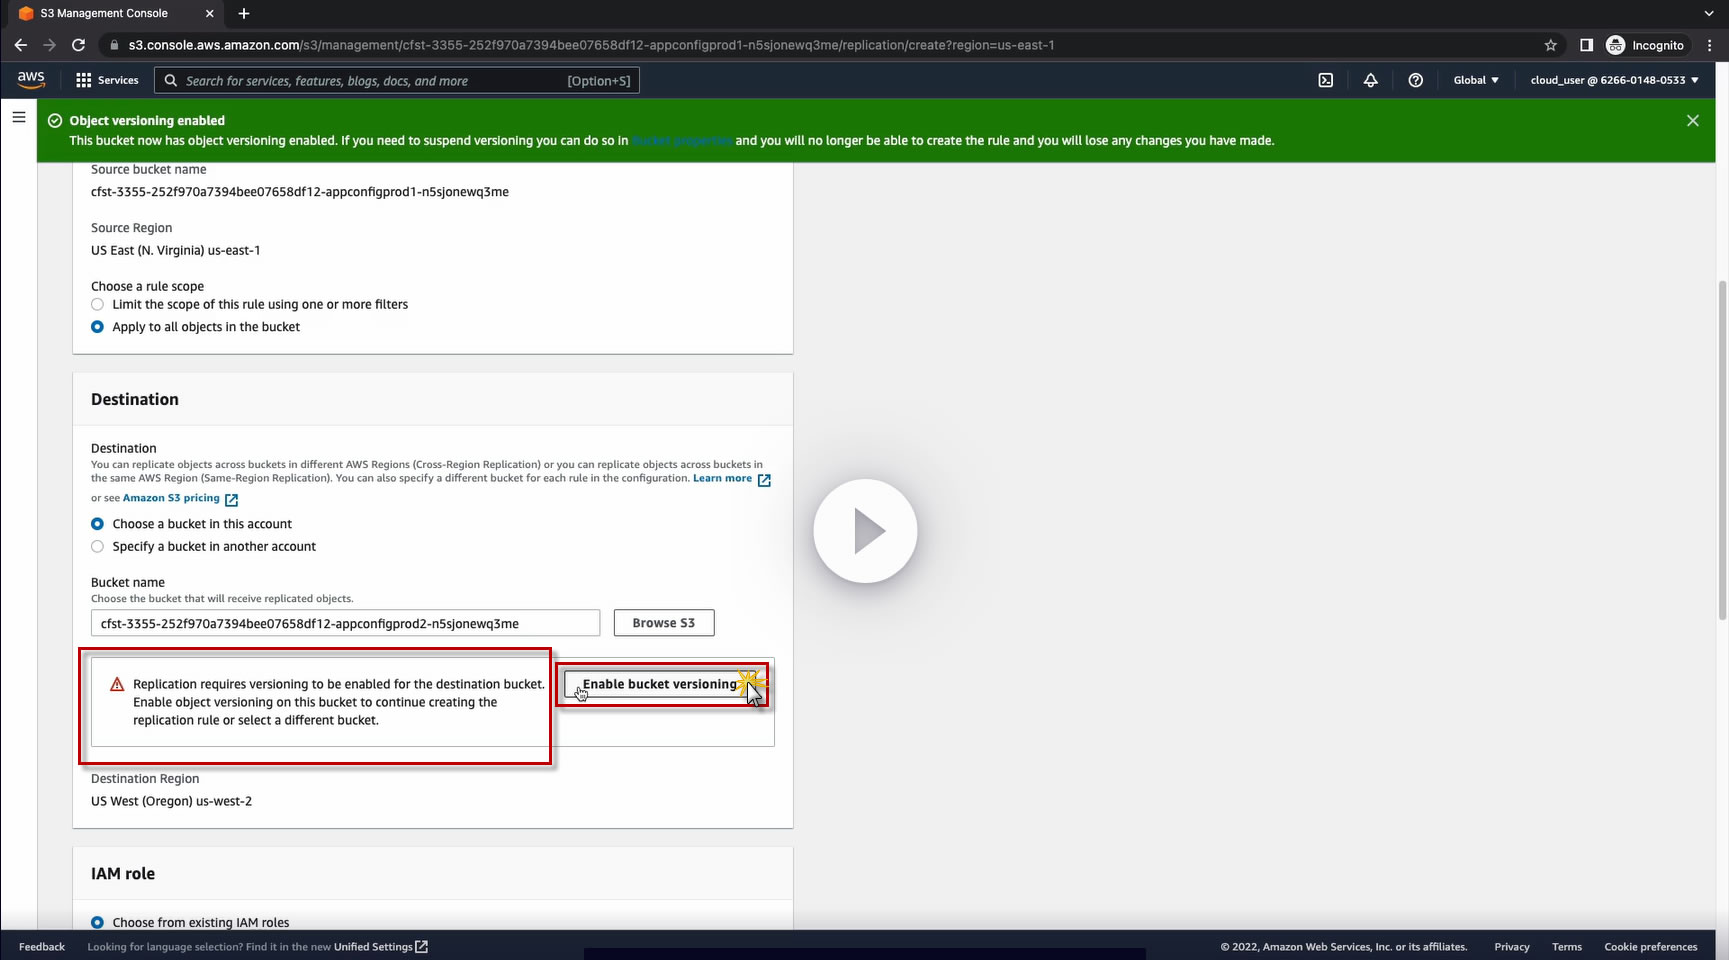 S3 Management Console
s3.console.aws.amazon.com/s3/management/cfst-3355-252f970a7394bee07658df12-appconfigprod1-n5sjonewq3me/replication/create?region=us-east-1
Incognito
aws
Services
Search for services, features, blogs, docs, and more
[Option+S]
Global
cloud_user @ 6266-0148-0533
Object versioning enabled
This bucket now has object versioning enabled. If you need to suspend versioning you can do so in Bucket properties and you will no longer be able to create the rule and you will lose any changes you have made.
Source bucket name
cfst-3355-252f970a7394bee07658df12-appconfigprod1-n5sjonewq3me
Source Region
US East (N. Virginia) us-east-1
Choose a rule scope
Limit the scope of this rule using one or more filters
Apply to all objects in the bucket
Destination
Destination
You can replicate objects across buckets in different AWS Regions (Cross-Region Replication) or you can replicate objects across buckets in
the same AWS Region (Same-Region Replication). You can also specify a different bucket for each rule in the configuration. Learn more
or see Amazon S3 pricing
Choose a bucket in this account
Specify a bucket in another account
Bucket name
Choose the bucket that will receive replicated objects.
cfst-3355-252f970a7394bee07658df12-appconfigprod2-n5sjonewq3me
Browse S3
Replication requires versioning to be enabled for the destination bucket.
Enable object versioning on this bucket to continue creating the
replication rule or select a different bucket.
Enable bucket versioning
Destination Region
US West (Oregon) us-west-2
IAM role
Choose from existing IAM roles
Feedback
Looking for language selection? Find it in the new Unified Settings
© 2022, Amazon Web Services, Inc. or its affiliates.
Privacy
Terms
Cookie preferences